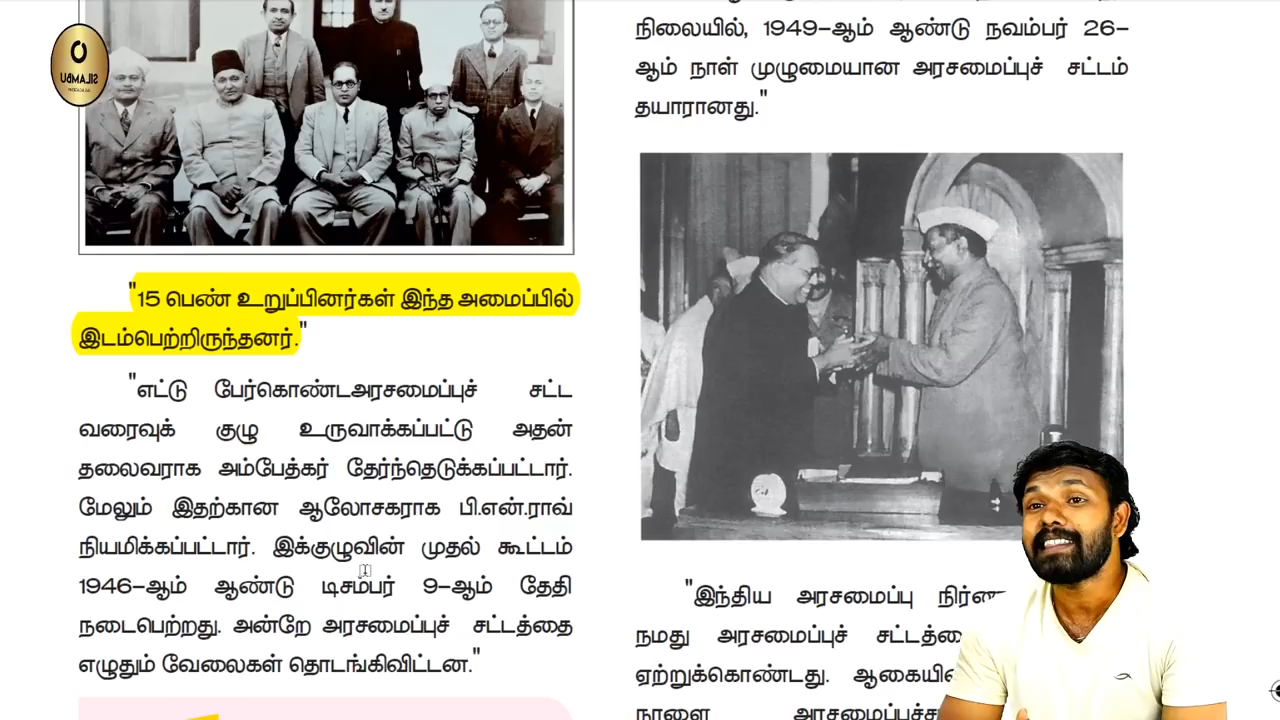 SILAMBU
"15 பெண் உறுப்பினர்கள் இந்த அமைப்பில்
இடம்பெற்றிருந்தனர்."
"எட்டு பேர்கொண்டஅரசமைப்புச் சட்ட
வரைவுக் குழு உருவாக்கப்பட்டு அதன்
தலைவராக அம்பேத்கர் தேர்ந்தெடுக்கப்பட்டார்.
மேலும் இதற்கான ஆலோசகராக பி.என்.ராவ்
நியமிக்கப்பட்டார். இக்குழுவின் முதல் கூட்டம்
1946-ஆம் ஆண்டு டிசம்பர் 9-ஆம் தேதி
நடைபெற்றது. அன்றே அரசமைப்புச் சட்டத்தை
எழுதும் வேலைகள் தொடங்கிவிட்டன."
நிலையில், 1949-ஆம் ஆண்டு நவம்பர் 26-
ஆம் நாள் முழுமையான அரசமைப்புச் சட்டம்
தயாரானது."
"இந்திய அரசமைப்பு
நமது அரசமைப்புச்
ஏற்றுக்கொண்டது.
நாளை